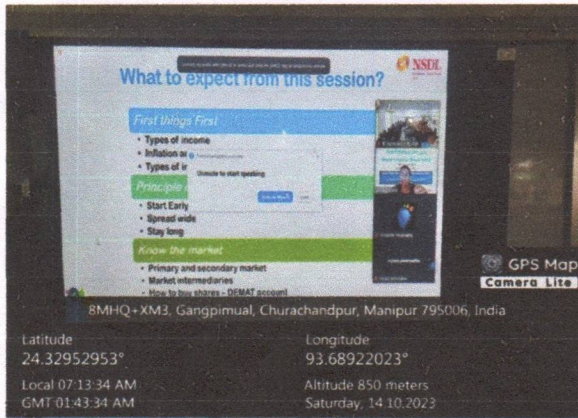 NSDL
What to expect from this session?
First things First
• Types of income
• Inflation
• Types of
Unmute to start speaking
Principle
• Start Early
• Spread wide
• Stay long
Know the market
• Primary and secondary market
• Market intermediaries
• How to buy shares - DEMAT account
GPS Map
Camera Lite
8MHQ+XM3, Gangpimual, Churachandpur, Manipur 795006, India
Latitude
24.32952953°
Longitude
93.68922023°
Local 07:13:34 AM
GMT 01:43:34 AM
Altitude 850 meters
Saturday, 14.10.2023